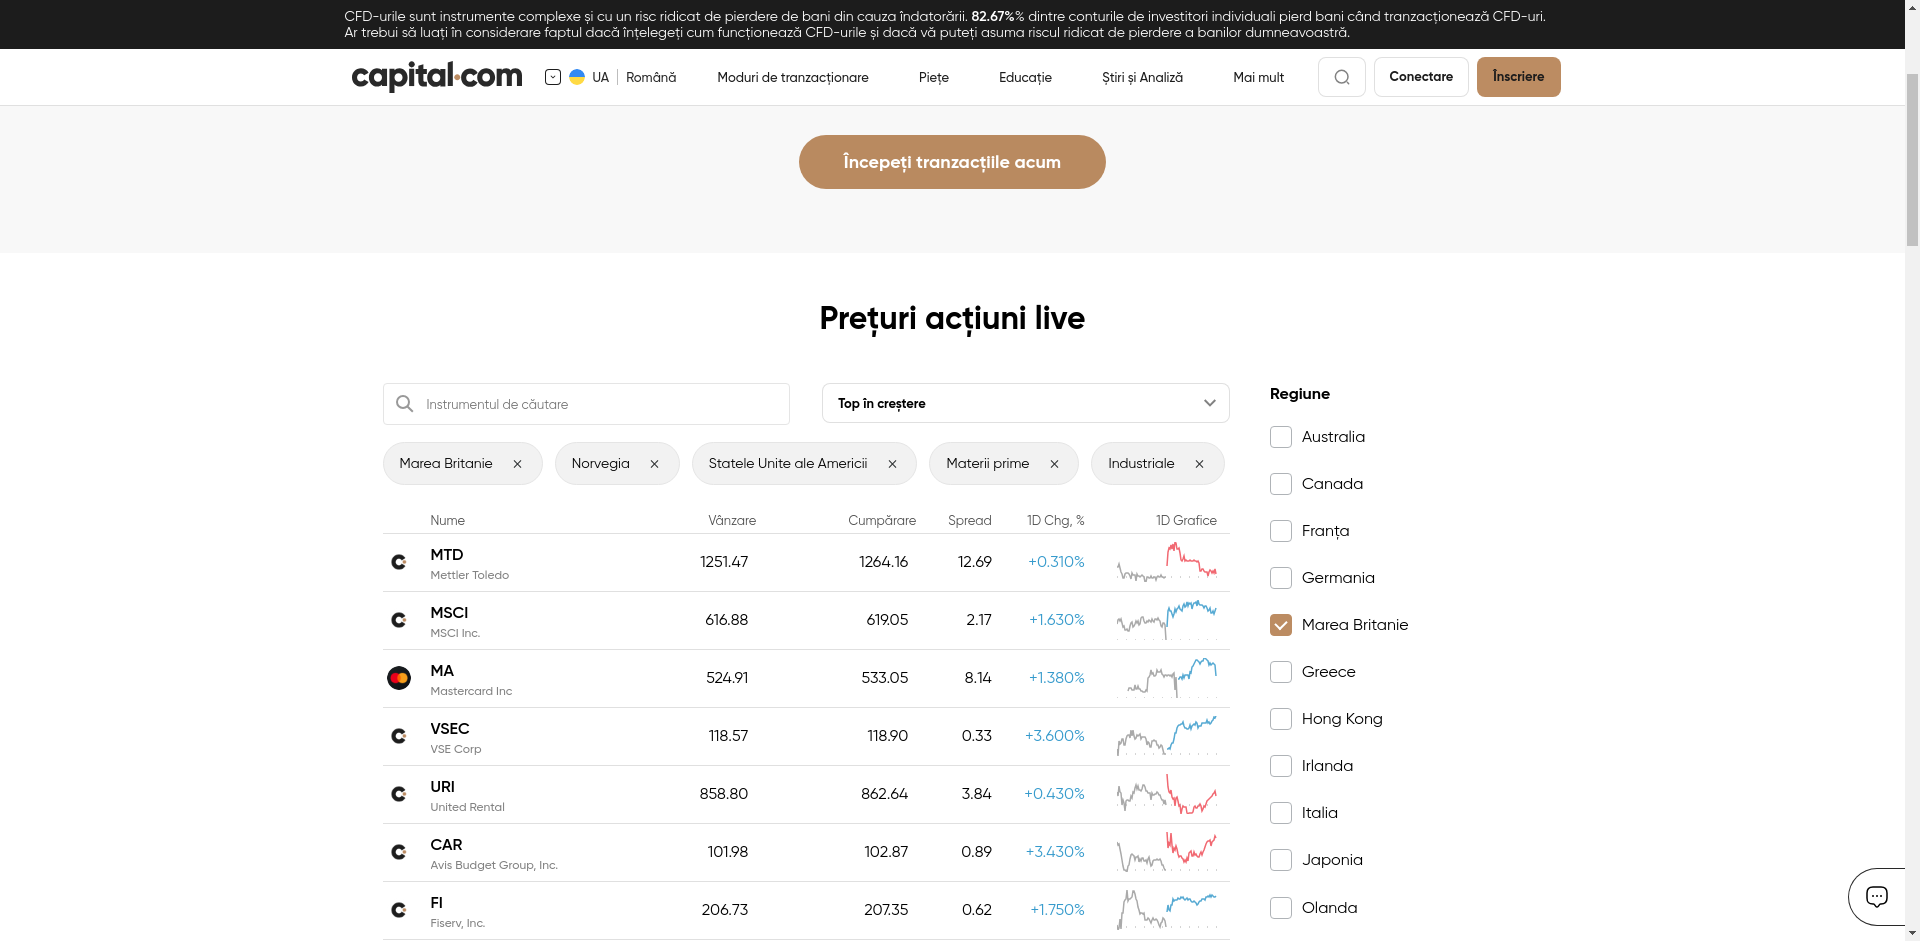 CFD-urile sunt instrumente complexe și cu un risc ridicat de pierdere de bani din cauza îndatorării. 82.67%% dintre conturile de investitori individuali pierd bani când tranzacționează CFD-uri.
Ar trebui să luați în considerare faptul dacă înțelegeți cum funcționează CFD-urile și dacă vă puteți asuma riscul ridicat de pierdere a banilor dumneavoastră.
capital.com UA Română Moduri de tranzacționare Piețe Educație Știri și Analiză Mai mult Conectare Înscriere
Începeți tranzacțiile acum
Prețuri acțiuni live
Instrumentul de căutare Top în creștere Regiune
Marea Britanie Norvegia Statele Unite ale Americii Materii prime Industriale
Nume Vânzare Cumpărare Spread 1D Chg, % 1D Grafice
MTD 1251.47 1264.16 12.69 +0.310%
Mettler Toledo
MSCI 616.88 619.05 2.17 +1.630%
MSCI Inc.
MA 524.91 533.05 8.14 +1.380%
Mastercard Inc
VSEC 118.57 118.90 0.33 +3.600%
VSE Corp
URI 858.80 862.64 3.84 +0.430%
United Rental
CAR 101.98 102.87 0.89 +3.430%
Avis Budget Group, Inc.
FI 206.73 207.35 0.62 +1.750%
Fiserv, Inc.
Australia
Canada
Franța
Germania
Marea Britanie
Greece
Hong Kong
Irlanda
Italia
Japonia
Olanda